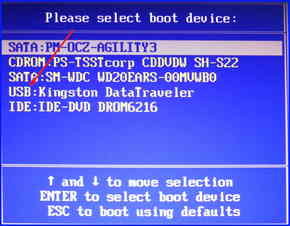 Please select boot device:
SATA:PM-OCZ-AGILITY3
CDROM:PS-TSSTcorp CDDVDW SH-S22
SATA:SM-WDC WD20EARS-00MVWB0
USB:Kingston DataTraveler
IDE:IDE-DVD DROM6216
↑ and ↓ to move selection
ENTER to select boot device
ESC to boot using defaults